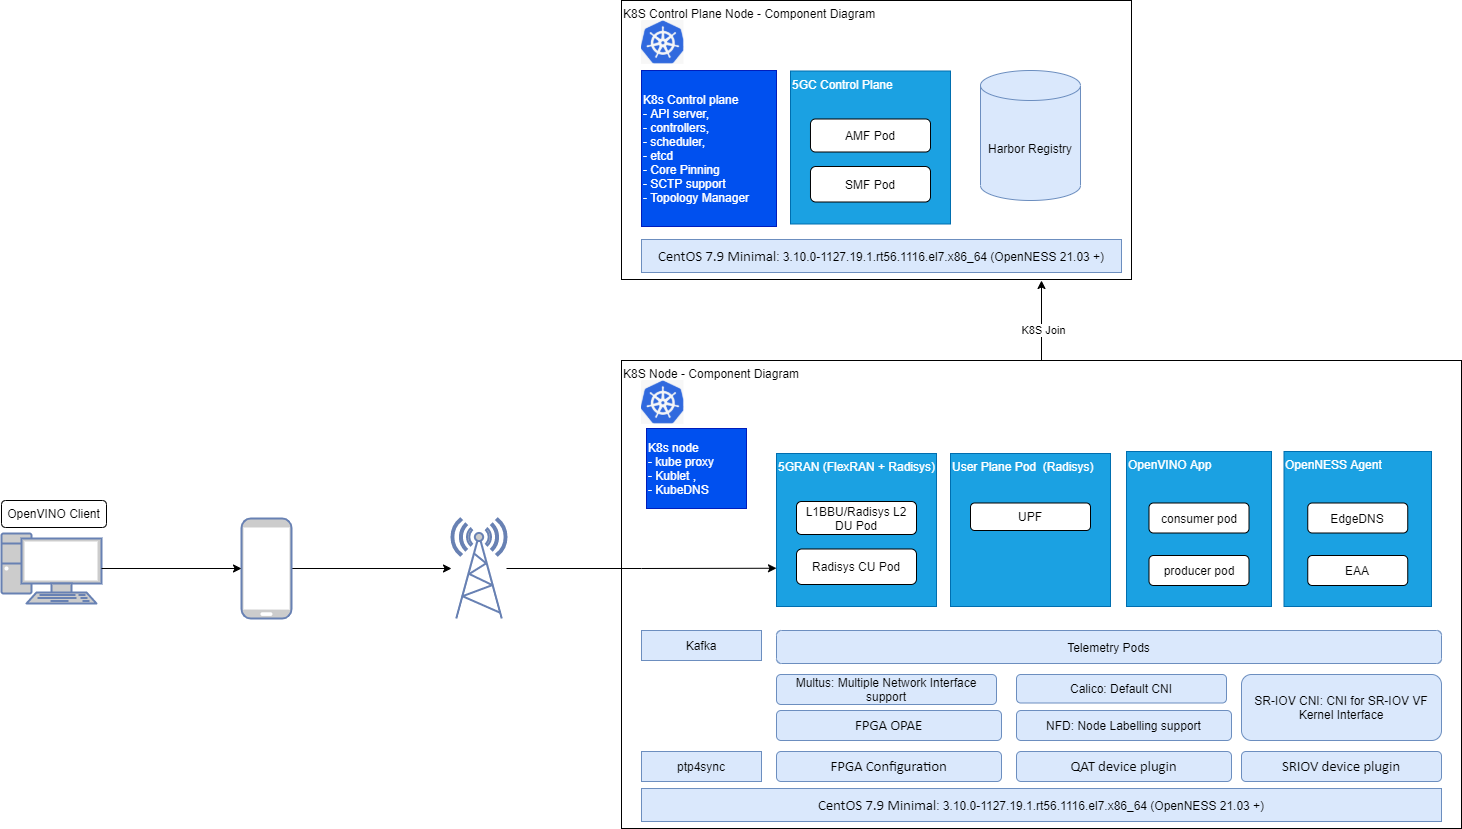 K8S Control Plane Node - Component Diagram
K8s Control plane
- API server,
- controllers,
- scheduler,
- etcd
- Core Pinning
- SCTP support
- Topology Manager
5GC Control Plane
AMF Pod
SMF Pod
Harbor Registry
CentOS 7.9 Minimal: 3.10.0-1127.19.1.rt56.1116.el7.x86_64 (OpenNESS 21.03 +)
K8S Join
K8S Node - Component Diagram
K8s node
- kube proxy
- Kublet ,
- KubeDNS
5GRAN (FlexRAN + Radisys)
L1BBU/Radisys L2
DU Pod
Radisys CU Pod
User Plane Pod (Radisys)
UPF
OpenVINO App
consumer pod
producer pod
OpenNESS Agent
EdgeDNS
EAA
OpenVINO Client
Kafka
Telemetry Pods
Multus: Multiple Network Interface
support
Calico: Default CNI
SR-IOV CNI: CNI for SR-IOV VF
Kernel Interface
FPGA OPAE
NFD: Node Labelling support
ptp4sync
FPGA Configuration
QAT device plugin
SRIOV device plugin
CentOS 7.9 Minimal: 3.10.0-1127.19.1.rt56.1116.el7.x86_64 (OpenNESS 21.03 +)